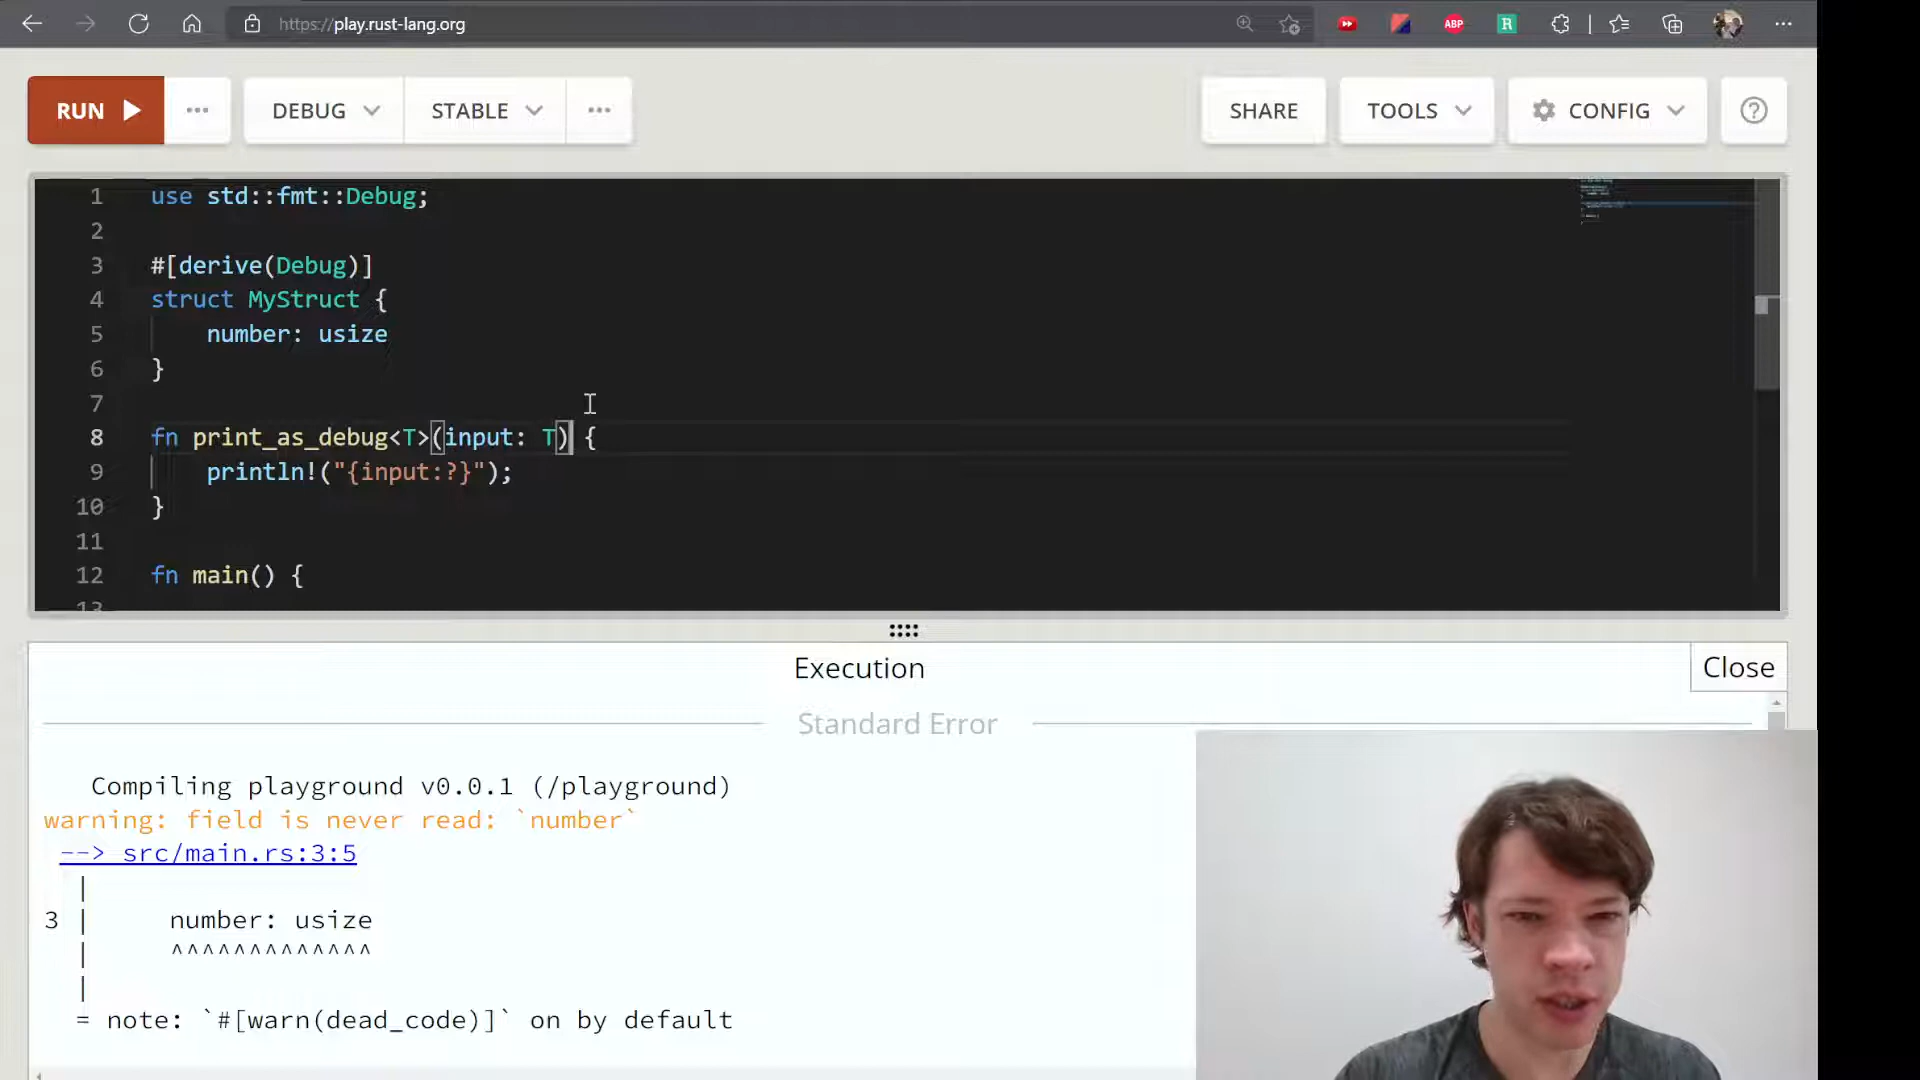 https://play.rust-lang.org
ABP
R
RUN
DEBUG
STABLE
SHARE
TOOLS
CONFIG
?
1 use std::fmt::Debug;
2
3 #[derive(Debug)]
4 struct MyStruct {
5 number: usize
6 }
7
8 fn print_as_debug<T>(input: T) {
9 println!("{input:?}");
10 }
11
12 fn main() {
13
Execution
Close
Standard Error
Compiling playground v0.0.1 (/playground)
warning: field is never read: `number`
--> src/main.rs:3:5
|
3 | number: usize
| ^^^^^^^^^^^^^
|
= note: `#[warn(dead_code)]` on by default